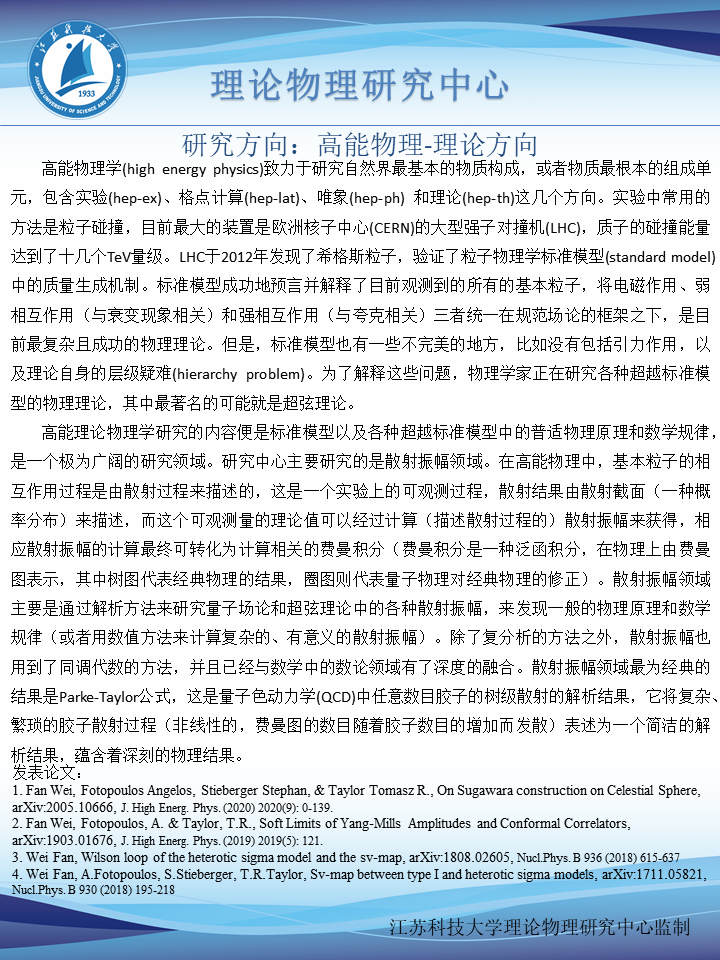 江苏科技大学
JIANGSU UNIVERSITY OF SCIENCE AND TECHNOLOGY
1933
理论物理研究中心
研究方向：高能物理-理论方向
高能物理学(high energy physics)致力于研究自然界最基本的物质构成，或者物质最根本的组成单
元，包含实验(hep-ex)、格点计算(hep-lat)、唯象(hep-ph) 和理论(hep-th)这几个方向。实验中常用的
方法是粒子碰撞，目前最大的装置是欧洲核子中心(CERN)的大型强子对撞机(LHC)，质子的碰撞能量
达到了十几个TeV量级。LHC于2012年发现了希格斯粒子，验证了粒子物理学标准模型(standard model)
中的质量生成机制。标准模型成功地预言并解释了目前观测到的所有的基本粒子，将电磁作用、弱
相互作用（与衰变现象相关）和强相互作用（与夸克相关）三者统一在规范场论的框架之下，是目
前最复杂且成功的物理理论。但是，标准模型也有一些不完美的地方，比如没有包括引力作用，以
及理论自身的层级疑难(hierarchy problem)。为了解释这些问题，物理学家正在研究各种超越标准模
型的物理理论，其中最著名的可能就是超弦理论。
高能理论物理学研究的内容便是标准模型以及各种超越标准模型中的普适物理原理和数学规律，
是一个极为广阔的研究领域。研究中心主要研究的是散射振幅领域。在高能物理中，基本粒子的相
互作用过程是由散射过程来描述的，这是一个实验上的可观测过程，散射结果由散射截面（一种概
率分布）来描述，而这个可观测量的理论值可以经过计算（描述散射过程的）散射振幅来获得，相
应散射振幅的计算最终可转化为计算相关的费曼积分（费曼积分是一种泛函积分，在物理上由费曼
图表示，其中树图代表经典物理的结果，圈图则代表量子物理对经典物理的修正）。散射振幅领域
主要是通过解析方法来研究量子场论和超弦理论中的各种散射振幅，来发现一般的物理原理和数学
规律（或者用数值方法来计算复杂的、有意义的散射振幅）。除了复分析的方法之外，散射振幅也
用到了同调代数的方法，并且已经与数学中的数论领域有了深度的融合。散射振幅领域最为经典的
结果是Parke-Taylor公式，这是量子色动力学(QCD)中任意数目胶子的树级散射的解析结果，它将复杂、
繁琐的胶子散射过程（非线性的，费曼图的数目随着胶子数目的增加而发散）表述为一个简洁的解
析结果，蕴含着深刻的物理结果。
发表论文：
1. Fan Wei, Fotopoulos Angelos, Stieberger Stephan, & Taylor Tomasz R., On Sugawara construction on Celestial Sphere,
arXiv:2005.10666, J. High Energ. Phys. (2020) 2020(9): 0-139.
2. Fan Wei, Fotopoulos, A. & Taylor, T.R., Soft Limits of Yang-Mills Amplitudes and Conformal Correlators,
arXiv:1903.01676, J. High Energ. Phys. (2019) 2019(5): 121.
3. Wei Fan, Wilson loop of the heterotic sigma model and the sv-map, arXiv:1808.02605, Nucl.Phys. B 936 (2018) 615-637
4. Wei Fan, A.Fotopoulos, S.Stieberger, T.R.Taylor, Sv-map between type I and heterotic sigma models, arXiv:1711.05821,
Nucl.Phys. B 930 (2018) 195-218
江苏科技大学理论物理研究中心监制